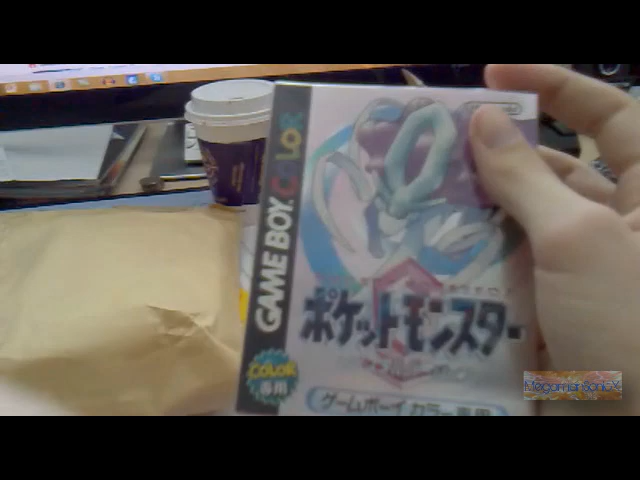 GAME BOY COLOR
ポケットモンスター
COLOR
専用
ゲームボーイ カラー専用
MegamanSonicX